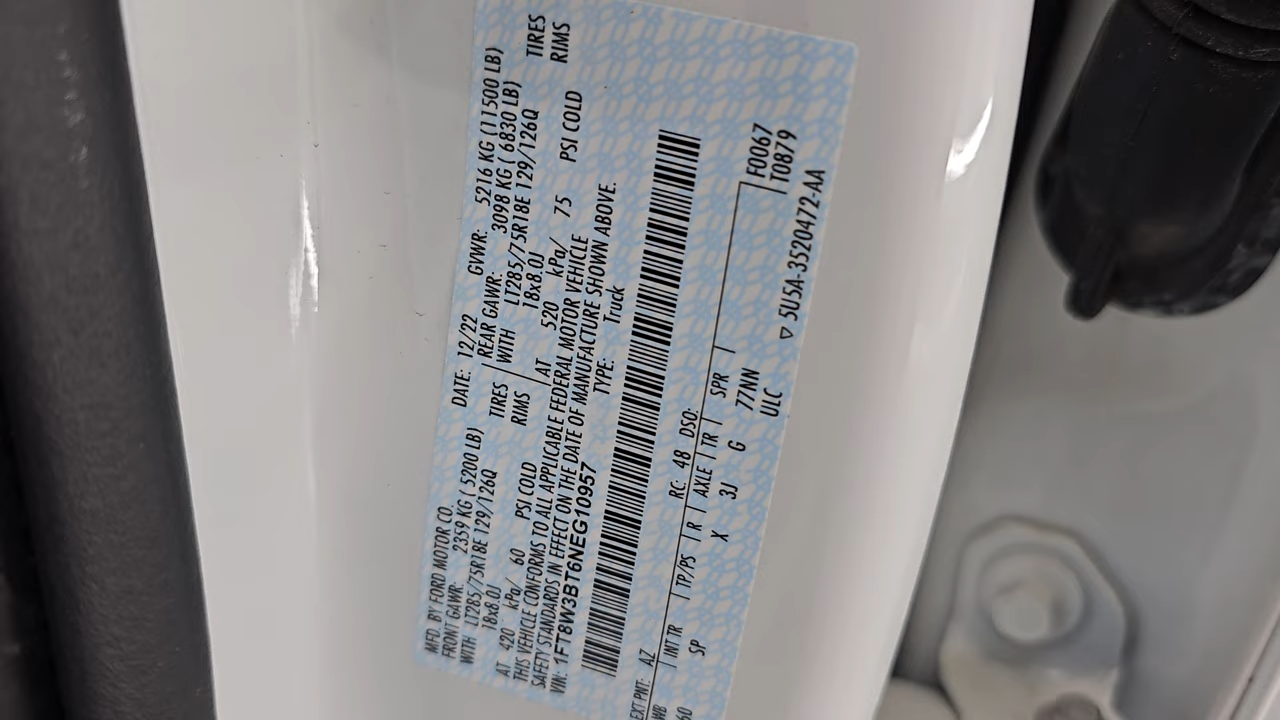 MFD. BY FORD MOTOR CO.
DATE: 12/22 GVWR: 5216 KG (11500 LB)
FRONT GAWR: 2359 KG ( 5200 LB)
REAR GAWR: 3098 KG ( 6830 LB)
WITH LT285/75R18E 129/126Q TIRES
WITH LT285/75R18E 129/126Q TIRES
18x8.0J RIMS
18x8.0J RIMS
AT 420 kPa/ 60 PSI COLD
AT 520 kPa/ 75 PSI COLD
THIS VEHICLE CONFORMS TO ALL APPLICABLE FEDERAL MOTOR VEHICLE
SAFETY STANDARDS IN EFFECT ON THE DATE OF MANUFACTURE SHOWN ABOVE.
VIN: 1FT8W3BT6NEG10957 TYPE: Truck
EXT PNT: AZ RC: 48 DSO:
WB INT TR TP/PS R AXLE TR SPR F0067
60 SP X 3J G 77NN T0879
ULC
▽ 5U5A-3520472-AA